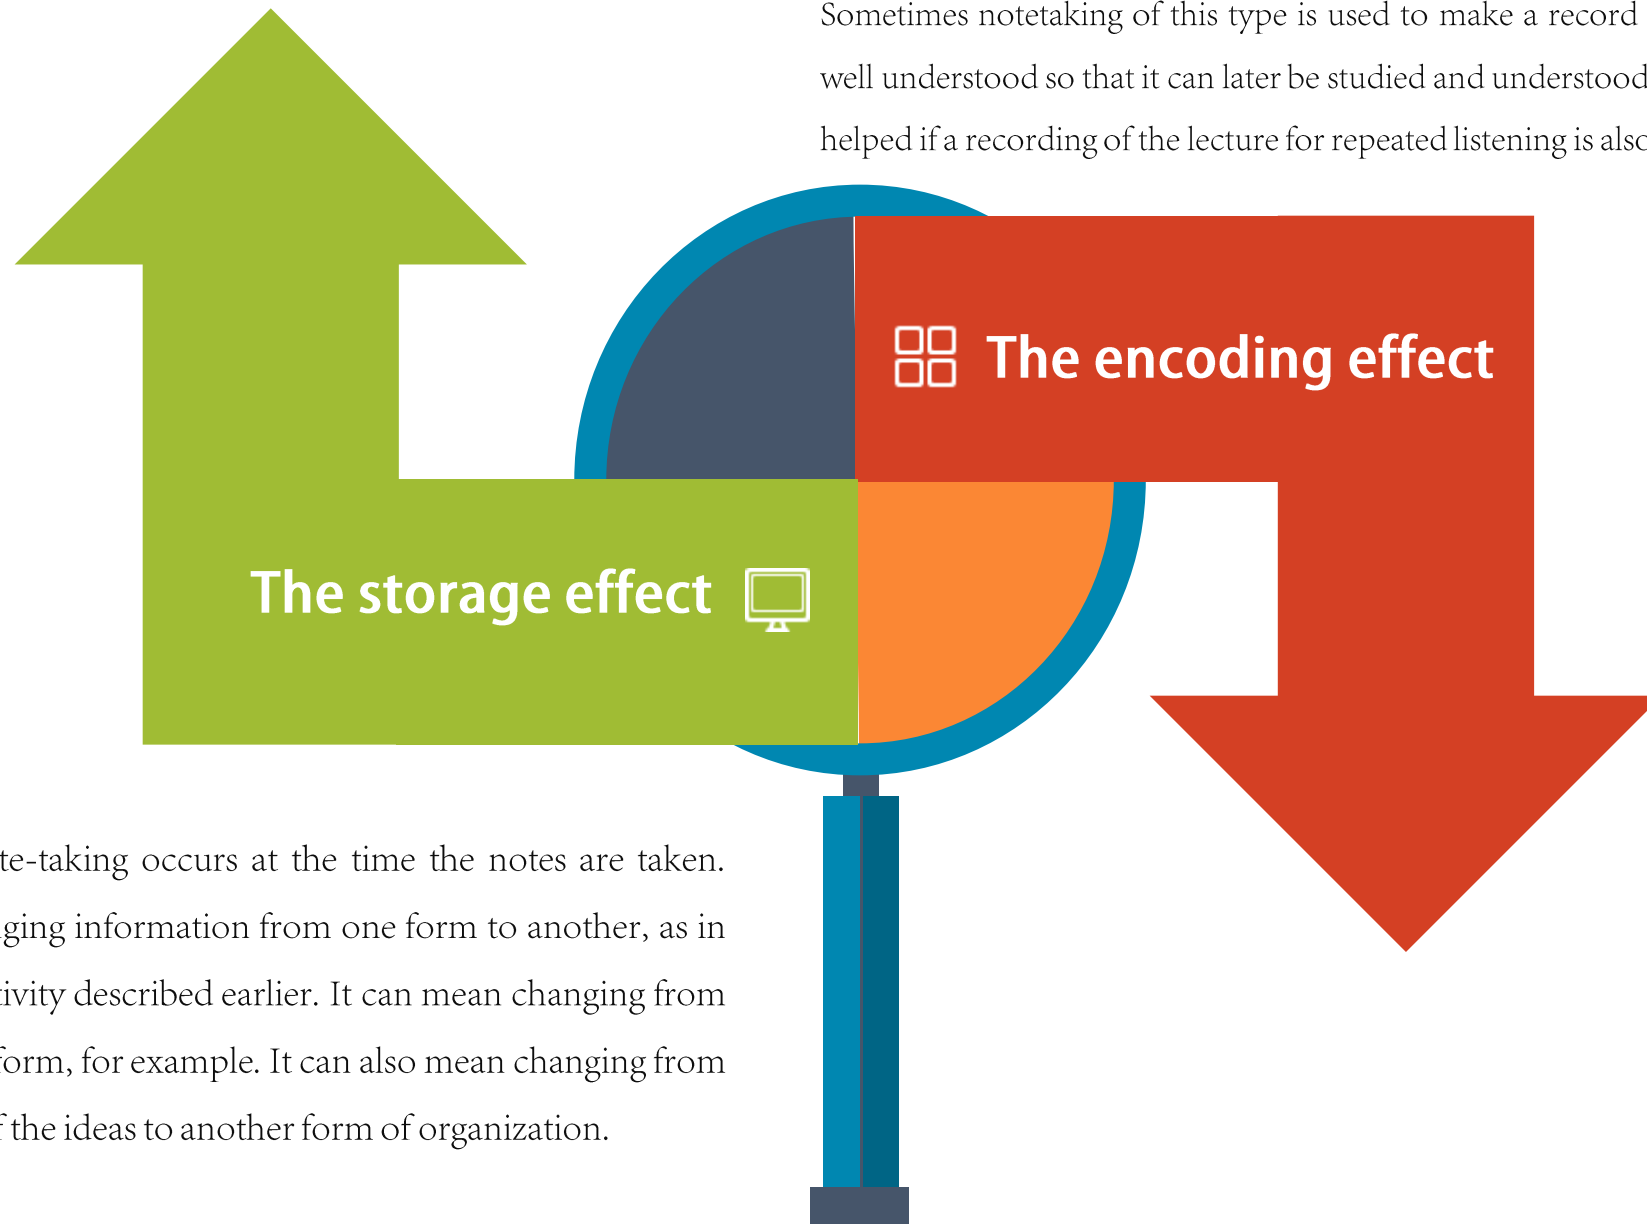 Sometimes notetaking of this type is used to make a record
well understood so that it can later be studied and understood
helped if a recording of the lecture for repeated listening is also
The encoding effect
The storage effect
te-taking occurs at the time the notes are taken.
ging information from one form to another, as in
tivity described earlier. It can mean changing from
form, for example. It can also mean changing from
f the ideas to another form of organization.